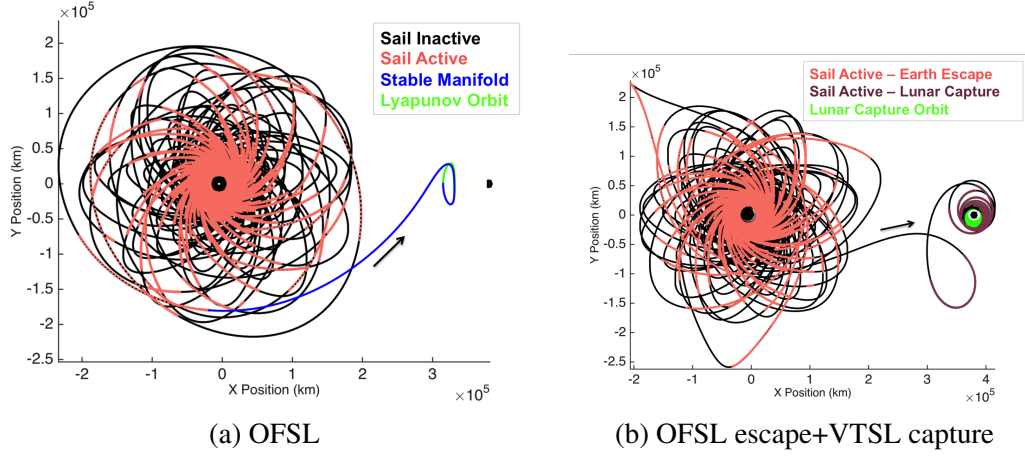 ×10⁵
2
1.5
1
0.5
0
-0.5
-1
-1.5
-2
-2.5
Y Position (km)
-2 -1 0 1 2 3
X Position (km)
×10⁵
Sail Inactive
Sail Active
Stable Manifold
Lyapunov Orbit
(a) OFSL
×10⁵
2
1.5
1
0.5
0
-0.5
-1
-1.5
-2
-2.5
Y Position (km)
-2 -1 0 1 2 3 4
X Position (km)
×10⁵
Sail Active – Earth Escape
Sail Active – Lunar Capture
Lunar Capture Orbit
(b) OFSL escape+VTSL capture